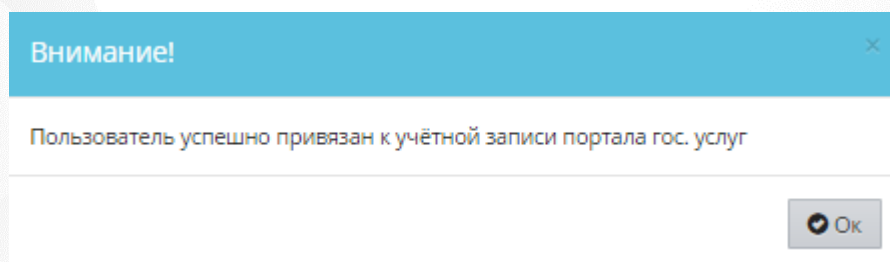 Внимание!
Пользователь успешно привязан к учётной записи портала гос. услуг
Ок